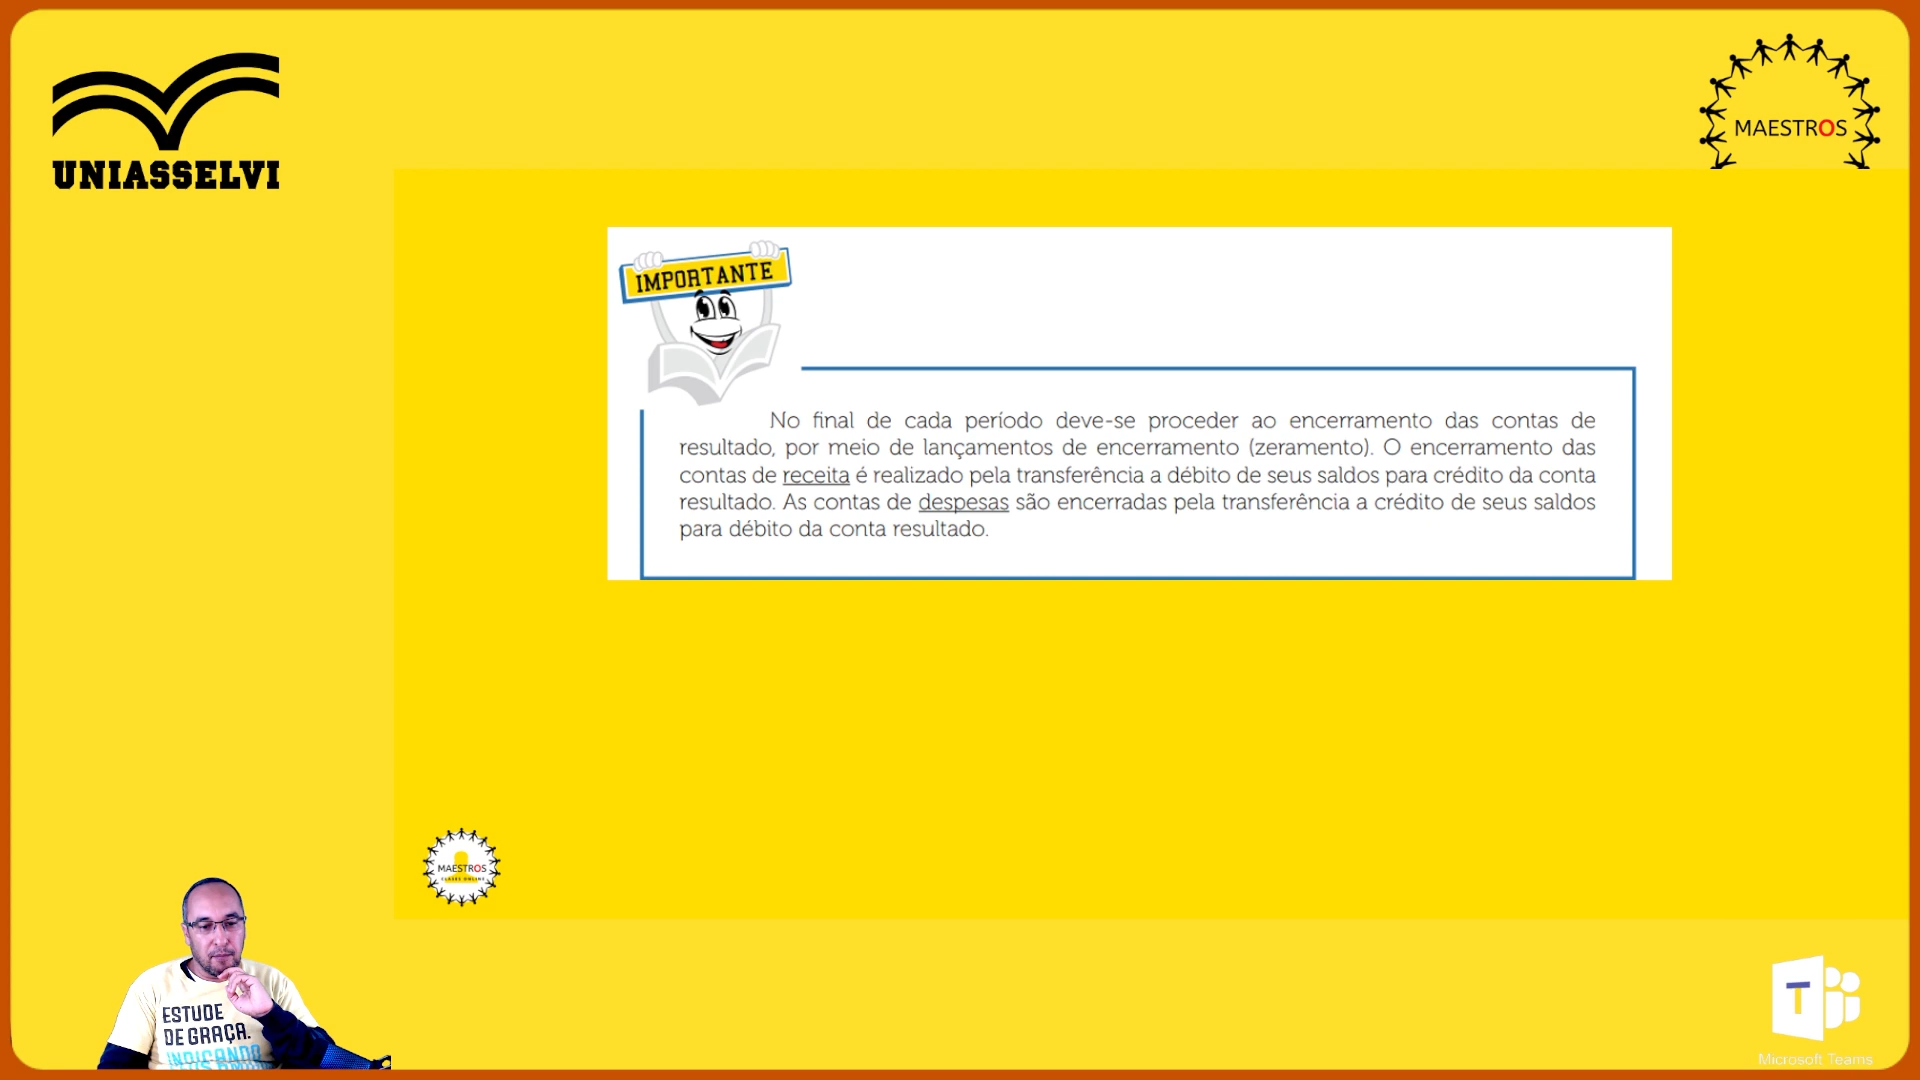 UNIASSELVI
MAESTROS
IMPORTANTE
No final de cada período deve-se proceder ao encerramento das contas de
resultado, por meio de lançamentos de encerramento (zeramento). O encerramento das
contas de receita é realizado pela transferência a débito de seus saldos para crédito da conta
resultado. As contas de despesas são encerradas pela transferência a crédito de seus saldos
para débito da conta resultado.
MAESTROS
CURSOS ONLINE
ESTUDE
DE GRAÇA.
INDICANDO
T
Microsoft Teams